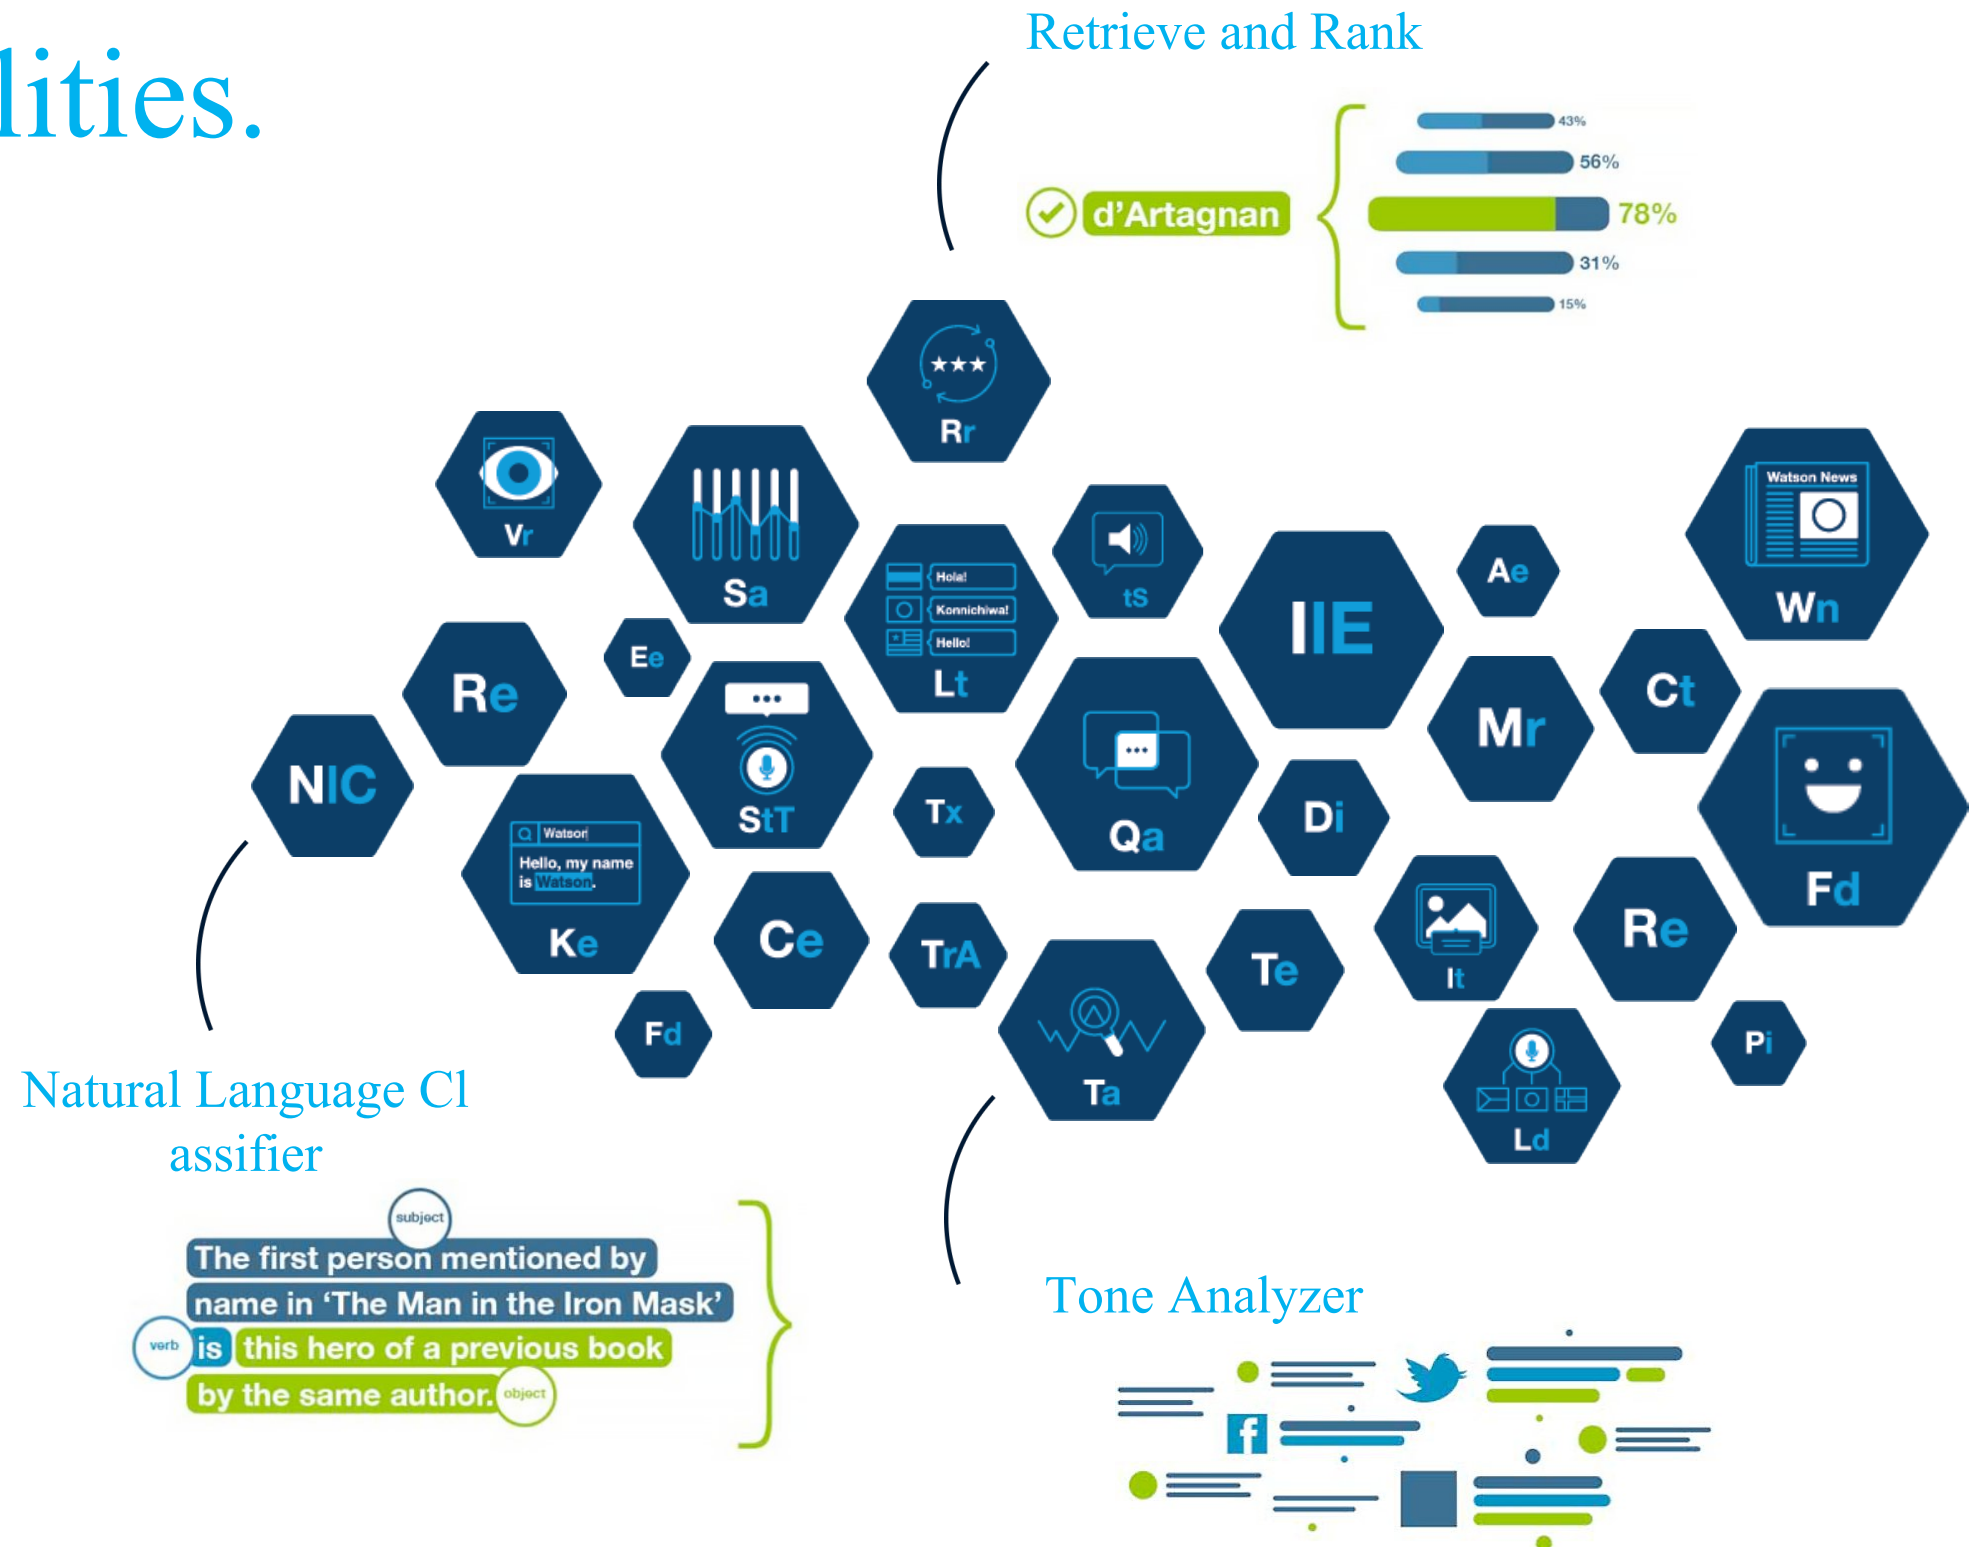 lities.
Retrieve and Rank
43%
56%
d'Artagnan
78%
31%
15%
Rr
Vr
Sa
Hola!
Konnichiwa!
Hello!
Lt
tS
IIE
Ae
Watson News
Wn
Re
Ee
StT
Qa
Mr
Ct
NlC
Watson
Hello, my name
is Watson.
Ke
Tx
Di
Fd
Ce
TrA
Te
It
Re
Fd
Ta
Ld
Pi
Natural Language Cl
assifier
subject
The first person mentioned by
name in ‘The Man in the Iron Mask’
verb
is this hero of a previous book
by the same author.
object
Tone Analyzer
f